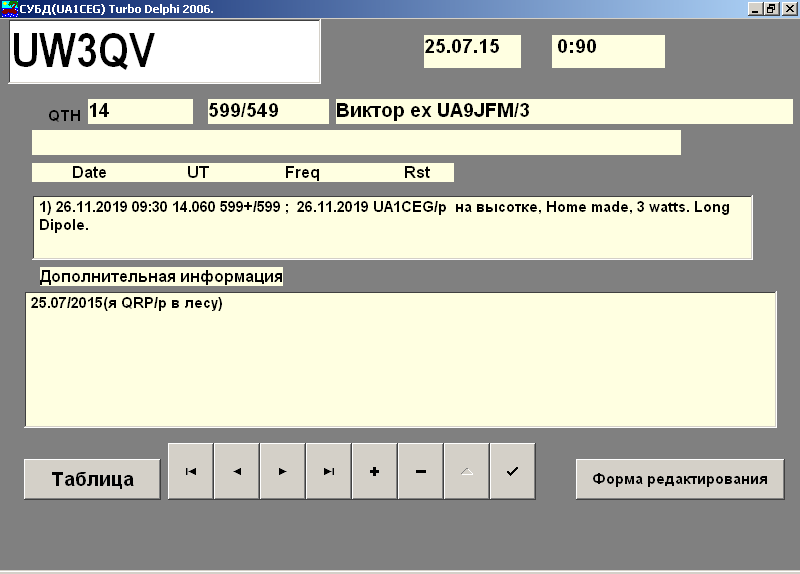 СУБД(UA1CEG) Turbo Delphi 2006.
UW3QV
25.07.15 0:90
QTH 14 599/549 Виктор ex UA9JFM/3
Date UT Freq Rst
1) 26.11.2019 09:30 14.060 599+/599 ; 26.11.2019 UA1CEG/p на высотке, Home made, 3 watts. Long
Dipole.
Дополнительная информация
25.07/2015(я QRP/p в лесу)
Таблица Форма редактирования